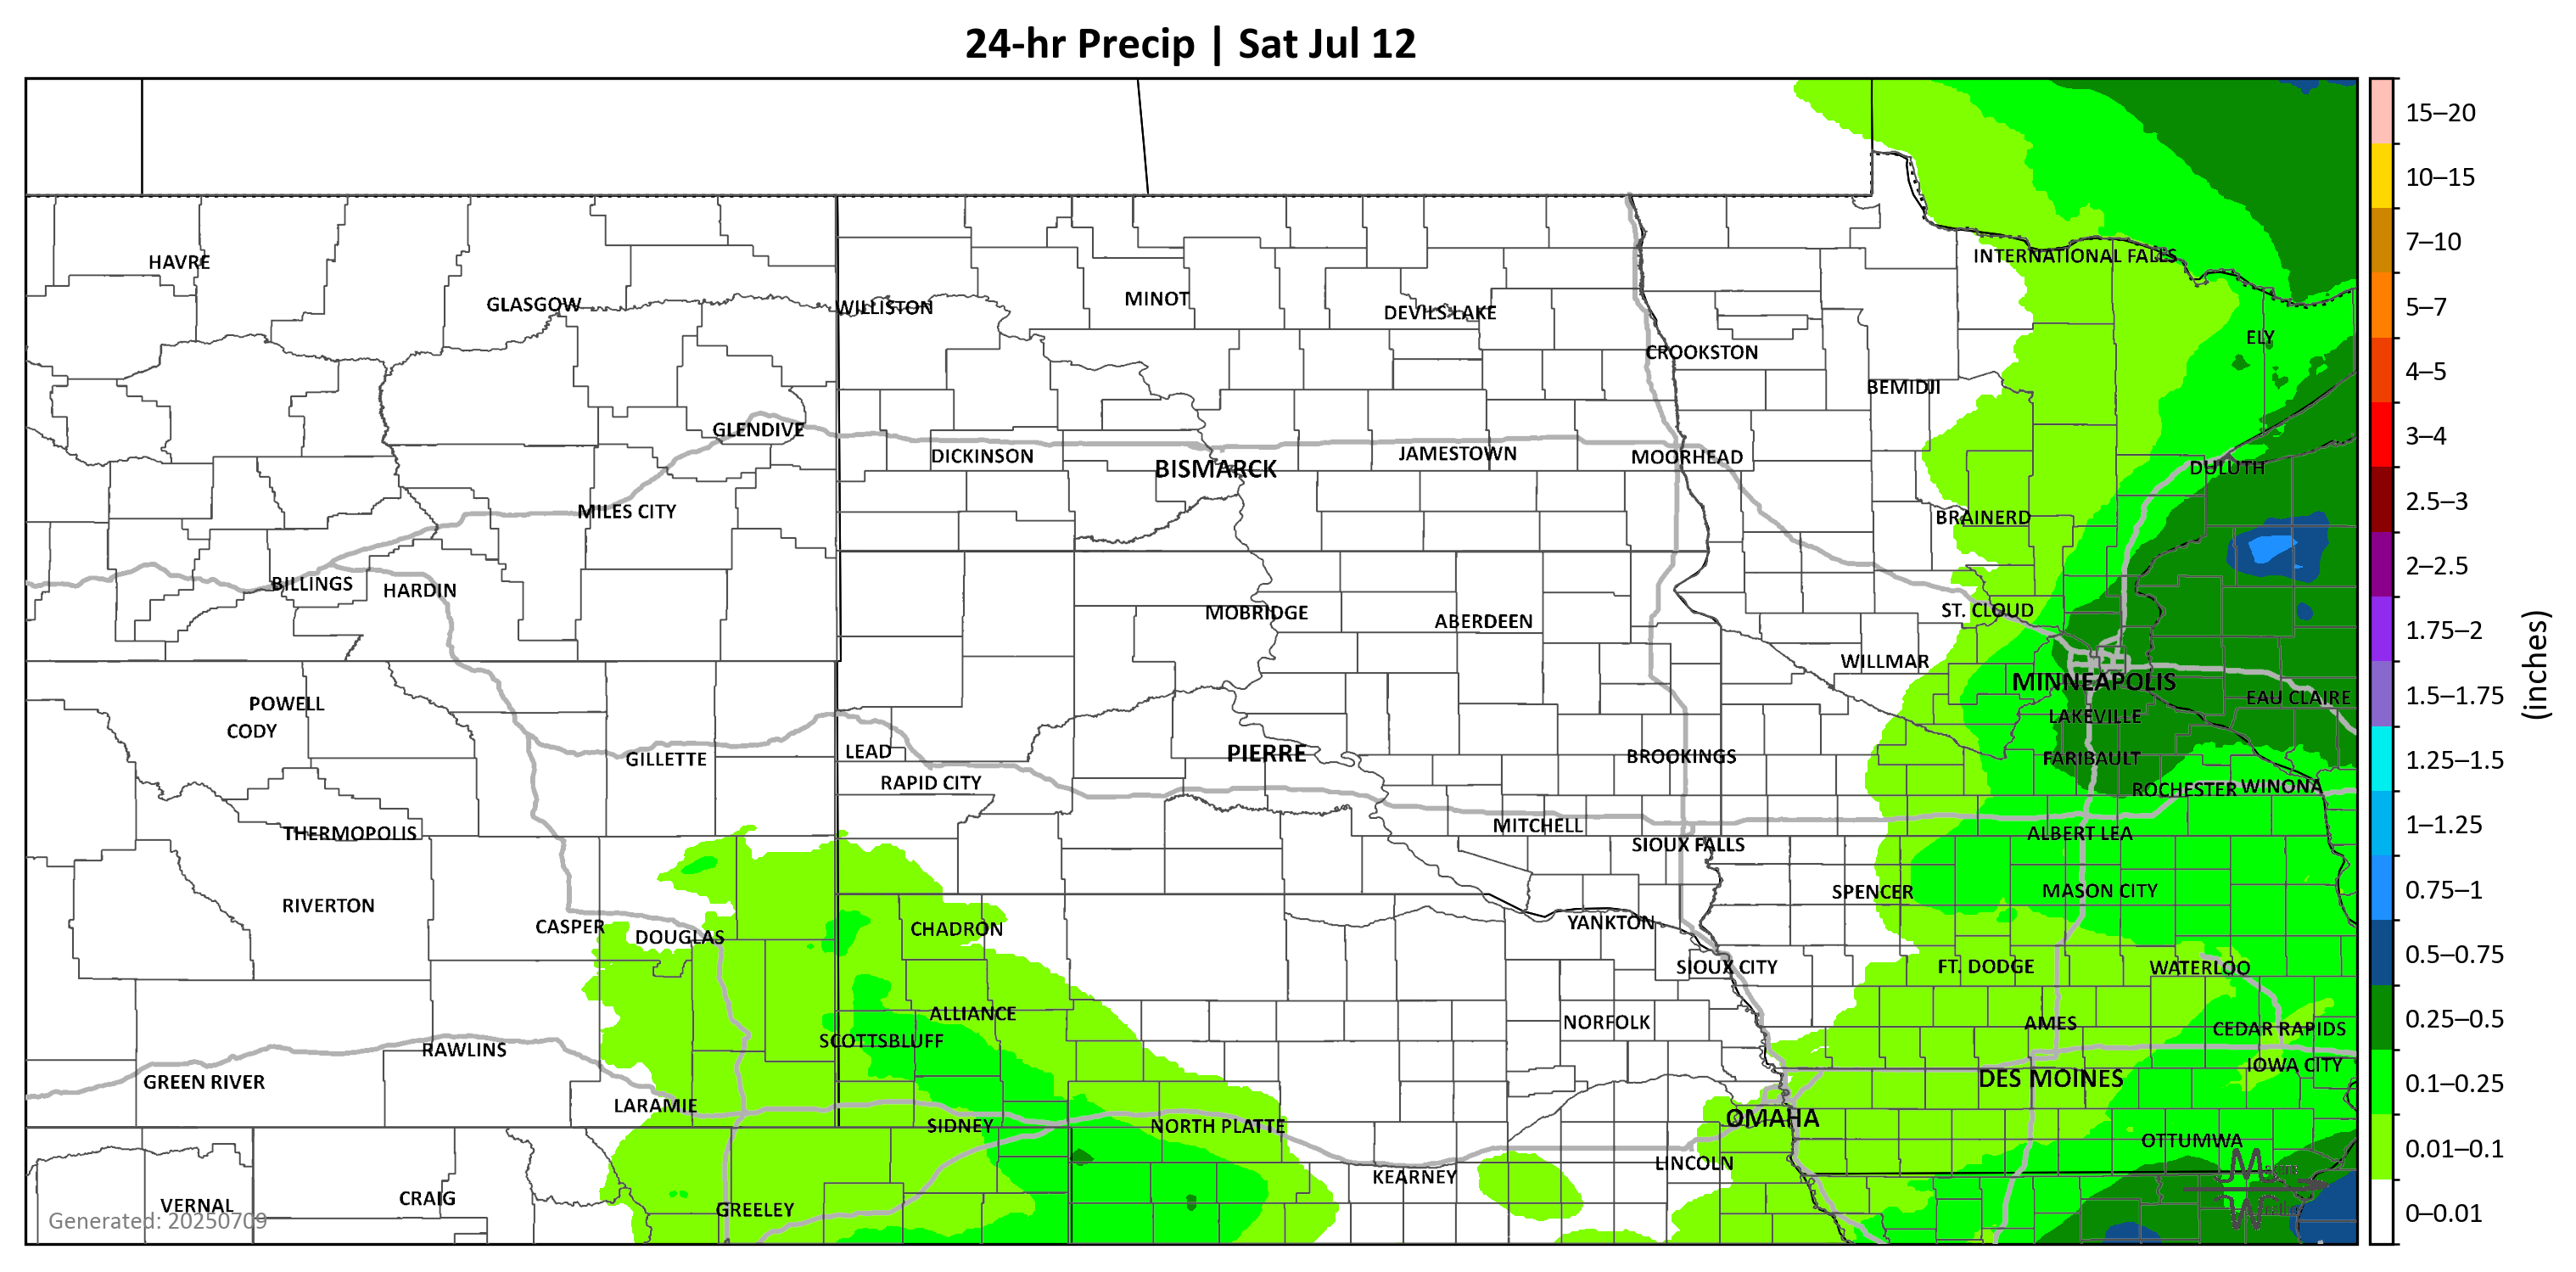 24-hr Precip | Sat Jul 12
15–20
10–15
INTERNATIONAL FALLS
7–10
HAVRE
GLASGOW
WILLISTON
MINOT
DEVILS LAKE
5–7
ELY
CROOKSTON
4–5
BEMIDJI
GLENDIVE
3–4
DICKINSON
BISMARCK
JAMESTOWN
MOORHEAD
DULUTH
2.5–3
MILES CITY
BRAINERD
2–2.5
BILLINGS
HARDIN
MOBRIDGE
ABERDEEN
ST. CLOUD
1.75–2
WILLMAR
(inches)
MINNEAPOLIS
EAU CLAIRE
1.5–1.75
POWELL
CODY
LAKEVILLE
GILLETTE
LEAD
PIERRE
BROOKINGS
FARIBAULT
1.25–1.5
RAPID CITY
ROCHESTER
WINONA
THERMOPOLIS
MITCHELL
SIOUX FALLS
ALBERT LEA
1–1.25
RIVERTON
SPENCER
MASON CITY
0.75–1
CASPER
DOUGLAS
CHADRON
YANKTON
0.5–0.75
SIOUX CITY
FT. DODGE
WATERLOO
ALLIANCE
NORFOLK
AMES
CEDAR RAPIDS
0.25–0.5
SCOTTSBLUFF
RAWLINS
GREEN RIVER
IOWA CITY
DES MOINES
0.1–0.25
LARAMIE
SIDNEY
NORTH PLATTE
OMAHA
OTTUMWA
0.01–0.1
LINCOLN
KEARNEY
VERNAL
CRAIG
GREELEY
Generated: 20250709
0–0.01